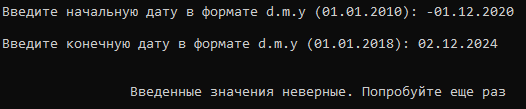 Введите начальную дату в формате d.m.y (01.01.2010): -01.12.2020
Введите конечную дату в формате d.m.y (01.01.2018): 02.12.2024
Введенные значения неверные. Попробуйте еще раз